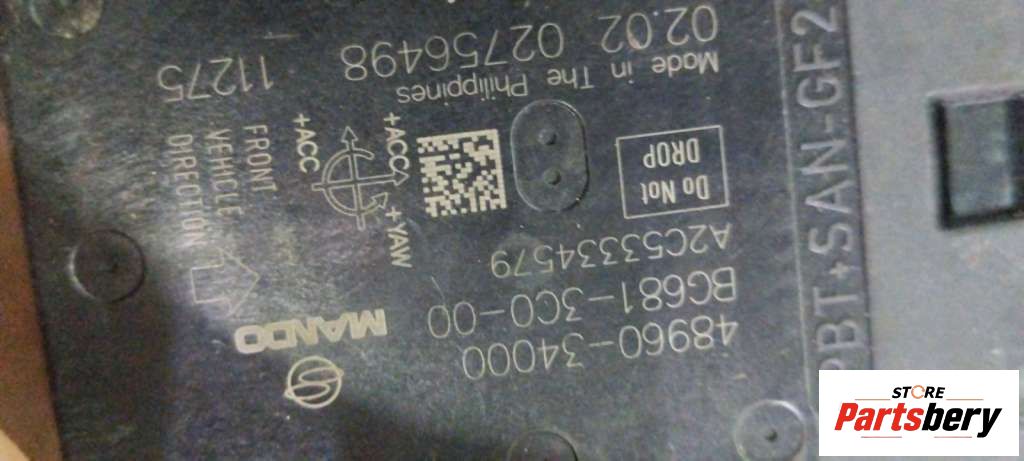 MANDO
48960-34000
BG681-3C0-00
A2C53334579
FRONT
VEHICLE
DIRECTION
+ACC
+ACC
+YAW
Do Not
DROP
Made in The Philippines
11275
02.02 02756498
PBT+SAN-GF2
STORE
Partsbery